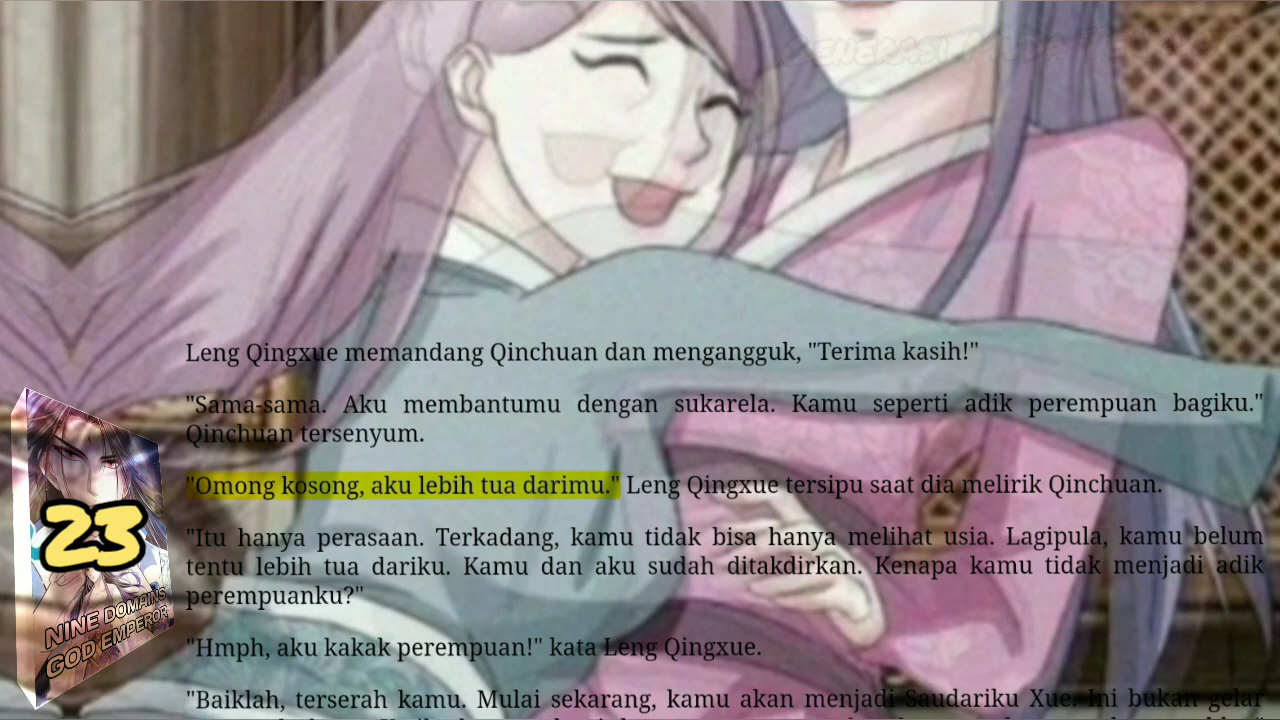 Leng Qingxue memandang Qinchuan dan mengangguk, "Terima kasih!"
"Sama-sama. Aku membantumu dengan sukarela. Kamu seperti adik perempuan bagiku."
Qinchuan tersenyum.
"Omong kosong, aku lebih tua darimu." Leng Qingxue tersipu saat dia melirik Qinchuan.
"Itu hanya perasaan. Terkadang, kamu tidak bisa hanya melihat usia. Lagipula, kamu belum
tentu lebih tua dariku. Kamu dan aku sudah ditakdirkan. Kenapa kamu tidak menjadi adik
perempuanku?"
"Hmph, aku kakak perempuan!" kata Leng Qingxue.
"Baiklah, terserah kamu. Mulai sekarang, kamu akan menjadi Saudariku Xue. Ini bukan gelar
23
NINE DOMAINS
GOD EMPEROR